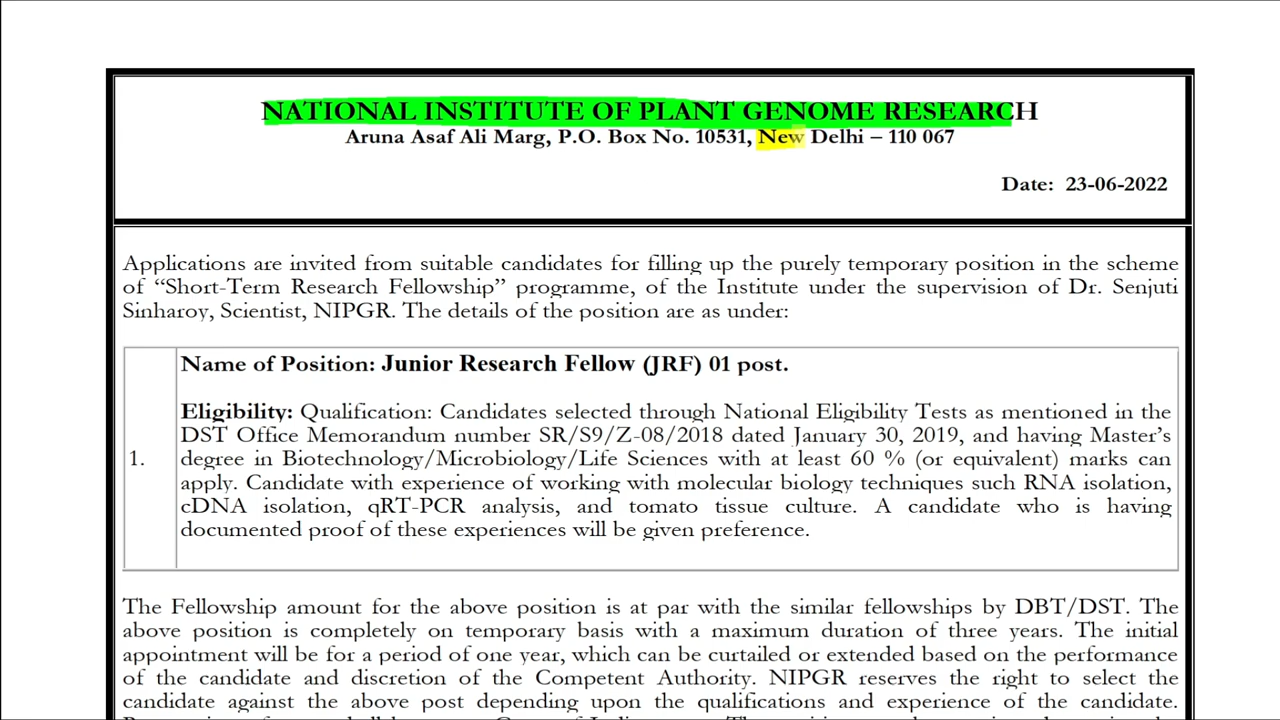 NATIONAL INSTITUTE OF PLANT GENOME RESEARCH
Aruna Asaf Ali Marg, P.O. Box No. 10531, New Delhi – 110 067
Date: 23-06-2022
Applications are invited from suitable candidates for filling up the purely temporary position in the scheme
of “Short-Term Research Fellowship” programme, of the Institute under the supervision of Dr. Senjuti
Sinharoy, Scientist, NIPGR. The details of the position are as under:
Name of Position: Junior Research Fellow (JRF) 01 post.
Eligibility: Qualification: Candidates selected through National Eligibility Tests as mentioned in the
DST Office Memorandum number SR/S9/Z-08/2018 dated January 30, 2019, and having Master’s
1. degree in Biotechnology/Microbiology/Life Sciences with at least 60 % (or equivalent) marks can
apply. Candidate with experience of working with molecular biology techniques such RNA isolation,
cDNA isolation, qRT-PCR analysis, and tomato tissue culture. A candidate who is having
documented proof of these experiences will be given preference.
The Fellowship amount for the above position is at par with the similar fellowships by DBT/DST. The
above position is completely on temporary basis with a maximum duration of three years. The initial
appointment will be for a period of one year, which can be curtailed or extended based on the performance
of the candidate and discretion of the Competent Authority. NIPGR reserves the right to select the
candidate against the above post depending upon the qualifications and experience of the candidate.